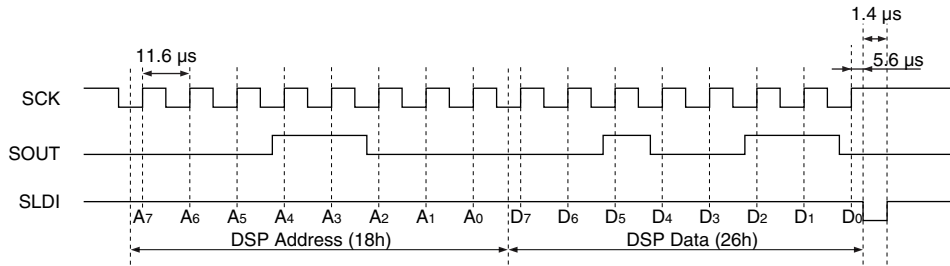 1.4 µs
11.6 µs
5.6 µs
SCK
SOUT
SLDI
A7 A6 A5 A4 A3 A2 A1 A0 D7 D6 D5 D4 D3 D2 D1 D0
DSP Address (18h) DSP Data (26h)